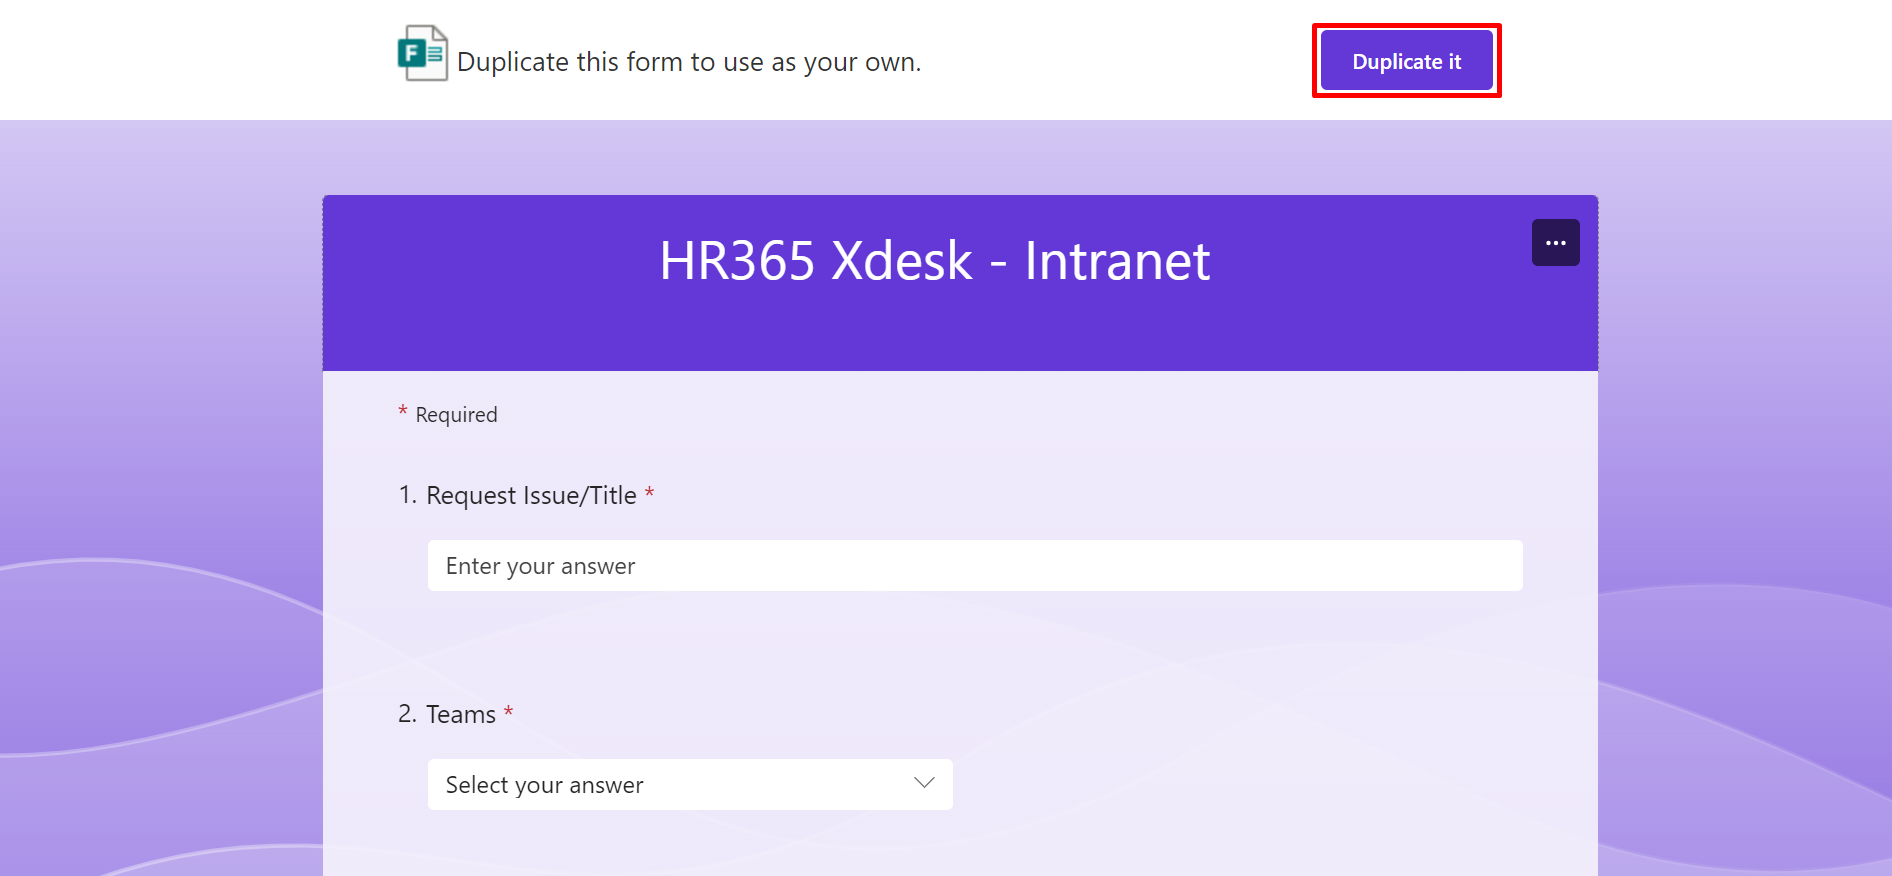 F
Duplicate this form to use as your own.
Duplicate it
HR365 Xdesk - Intranet
...
* Required
1. Request Issue/Title *
Enter your answer
2. Teams *
Select your answer